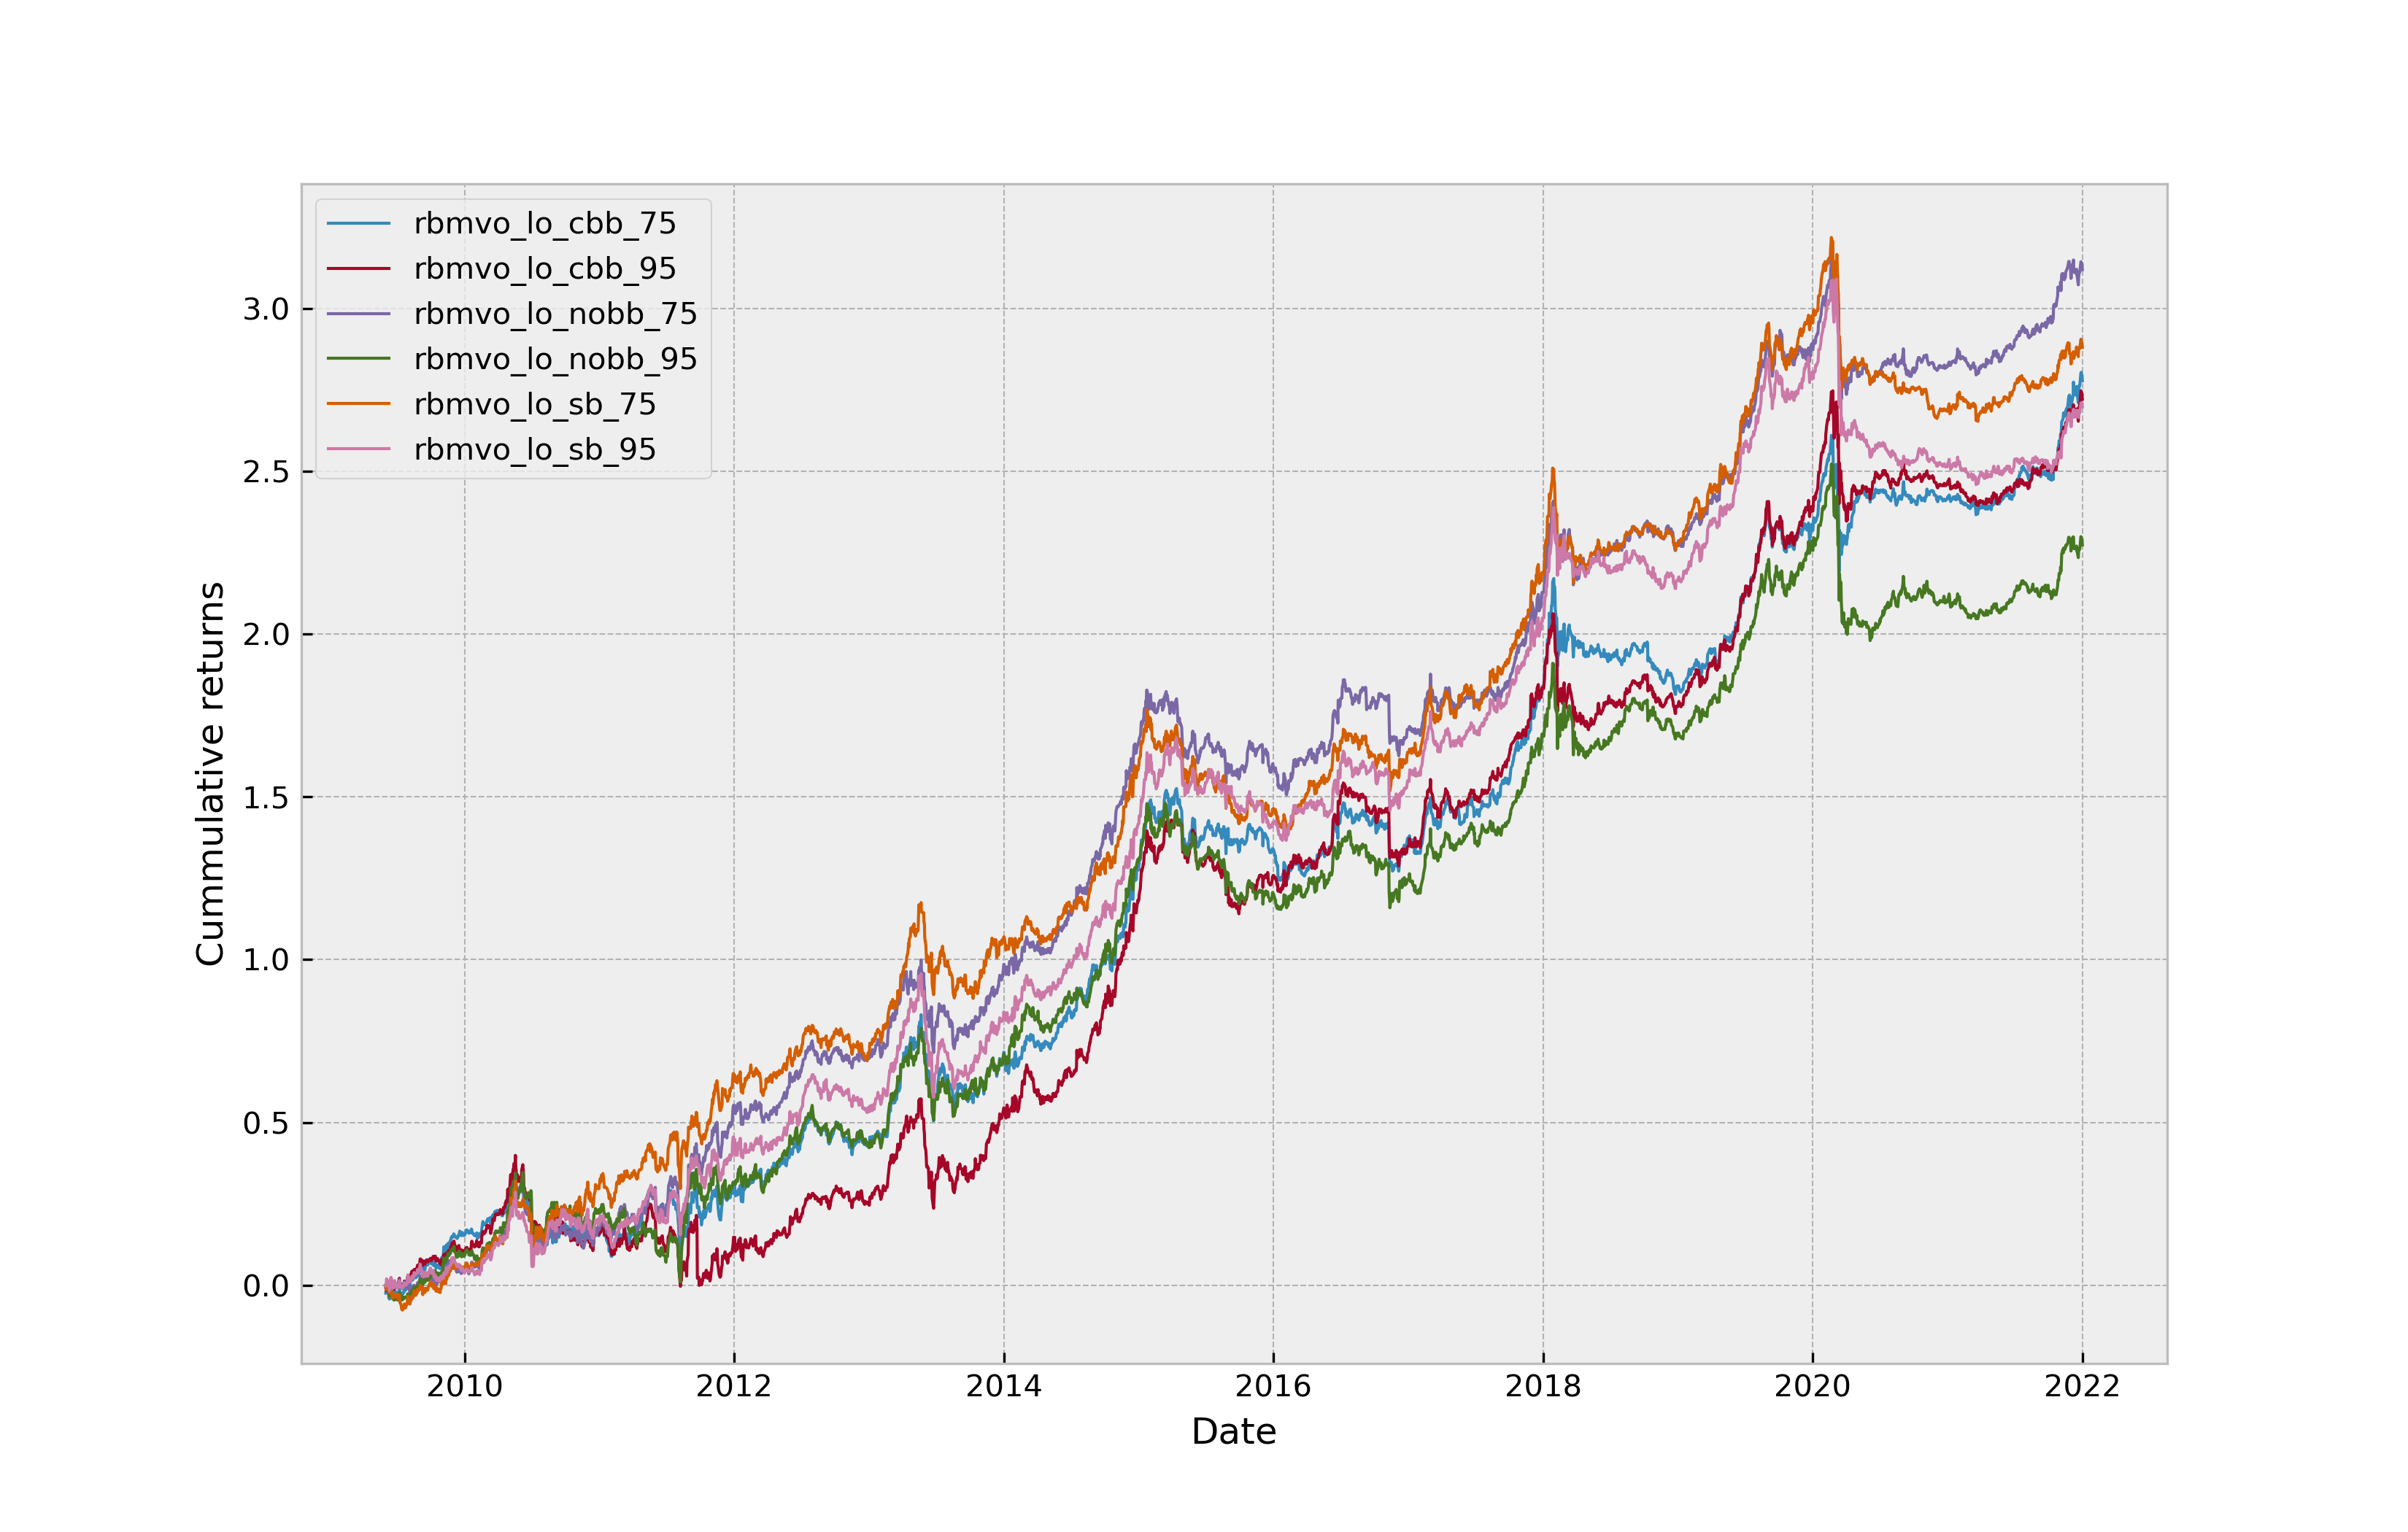 rbmvo_lo_cbb_75
rbmvo_lo_cbb_95
rbmvo_lo_nobb_75
rbmvo_lo_nobb_95
rbmvo_lo_sb_75
rbmvo_lo_sb_95
3.0
2.5
2.0
1.5
1.0
0.5
0.0
Cummulative returns
2010 2012 2014 2016 2018 2020 2022
Date